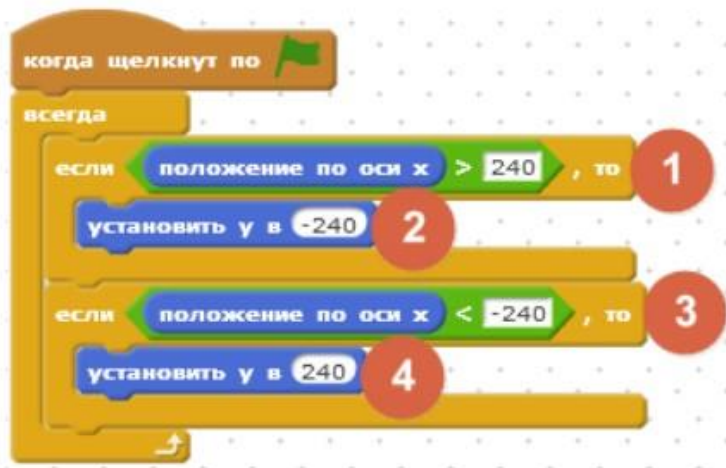 когда щелкнут по
всегда
если положение по оси x > 240 , то 1
установить y в -240 2
если положение по оси x < -240 , то 3
установить y в 240 4